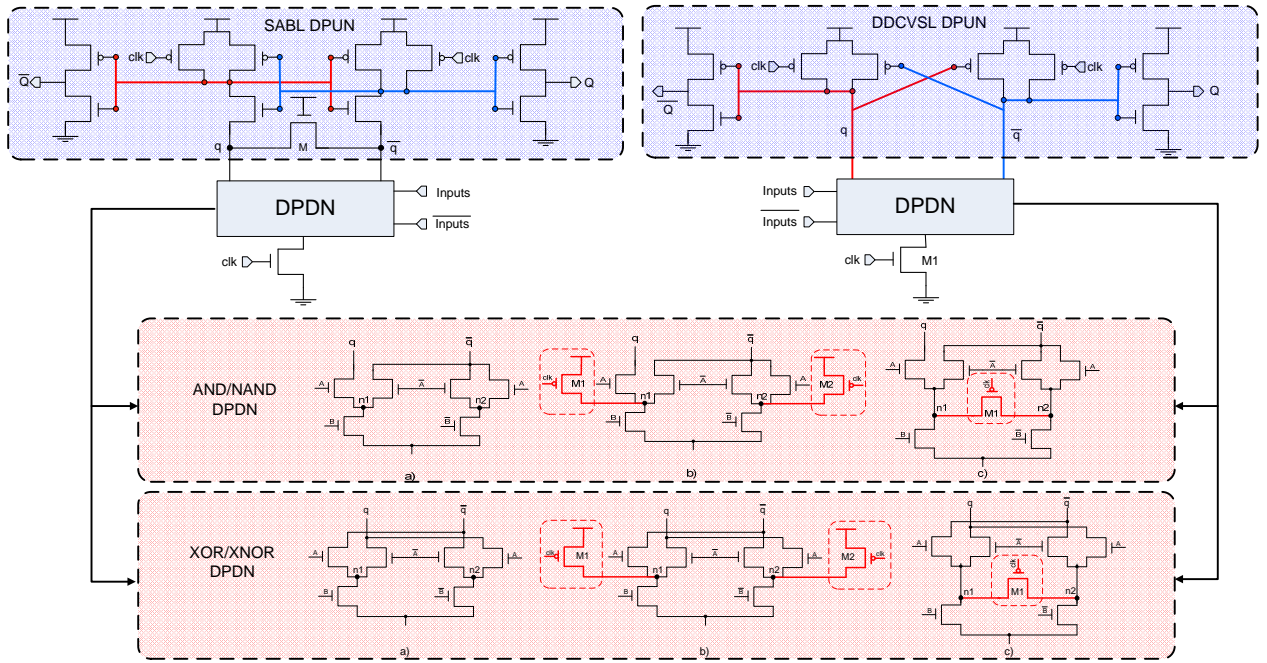 SABL DPUN
DDCVSL DPUN
clk
clk
clk
clk
Q̅
Q
Q̅
Q
M
q
q̅
q
q̅
DPDN
Inputs
I̅n̅p̅u̅t̅s̅
Inputs
I̅n̅p̅u̅t̅s̅
DPDN
clk
clk
M1
AND/NAND
DPDN
q
q̅
q
q̅
q
q̅
A
A̅
A
clk
M1
A
A̅
A
M2
clk
A̅
A
clk
n1
n2
n1
n2
n1
M1
n2
B
B̅
B
B̅
B
B̅
a)
b)
c)
XOR/XNOR
DPDN
q
q̅
q
q̅
q
q̅
A
A̅
A
clk
M1
A
A̅
A
M2
clk
A
A̅
A
clk
n1
n2
n1
n2
n1
M1
n2
B
B̅
B
B̅
B
B̅
a)
b)
c)